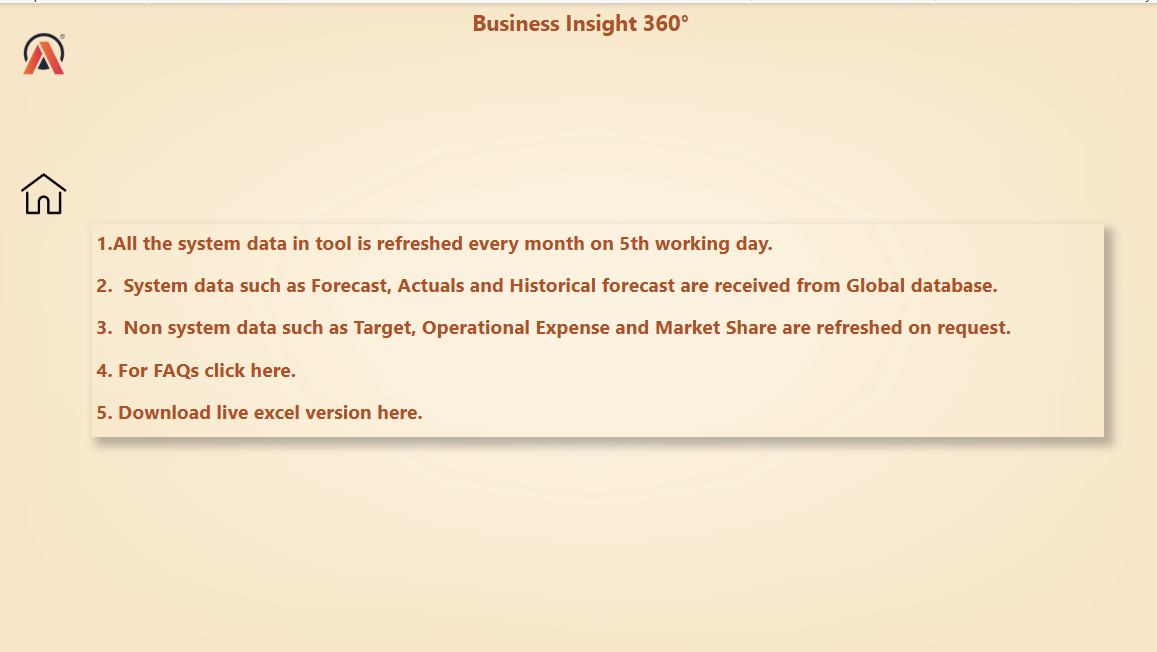 Business Insight 360°
®
1.All the system data in tool is refreshed every month on 5th working day.
2.  System data such as Forecast, Actuals and Historical forecast are received from Global database.
3.  Non system data such as Target, Operational Expense and Market Share are refreshed on request.
4. For FAQs click here.
5. Download live excel version here.